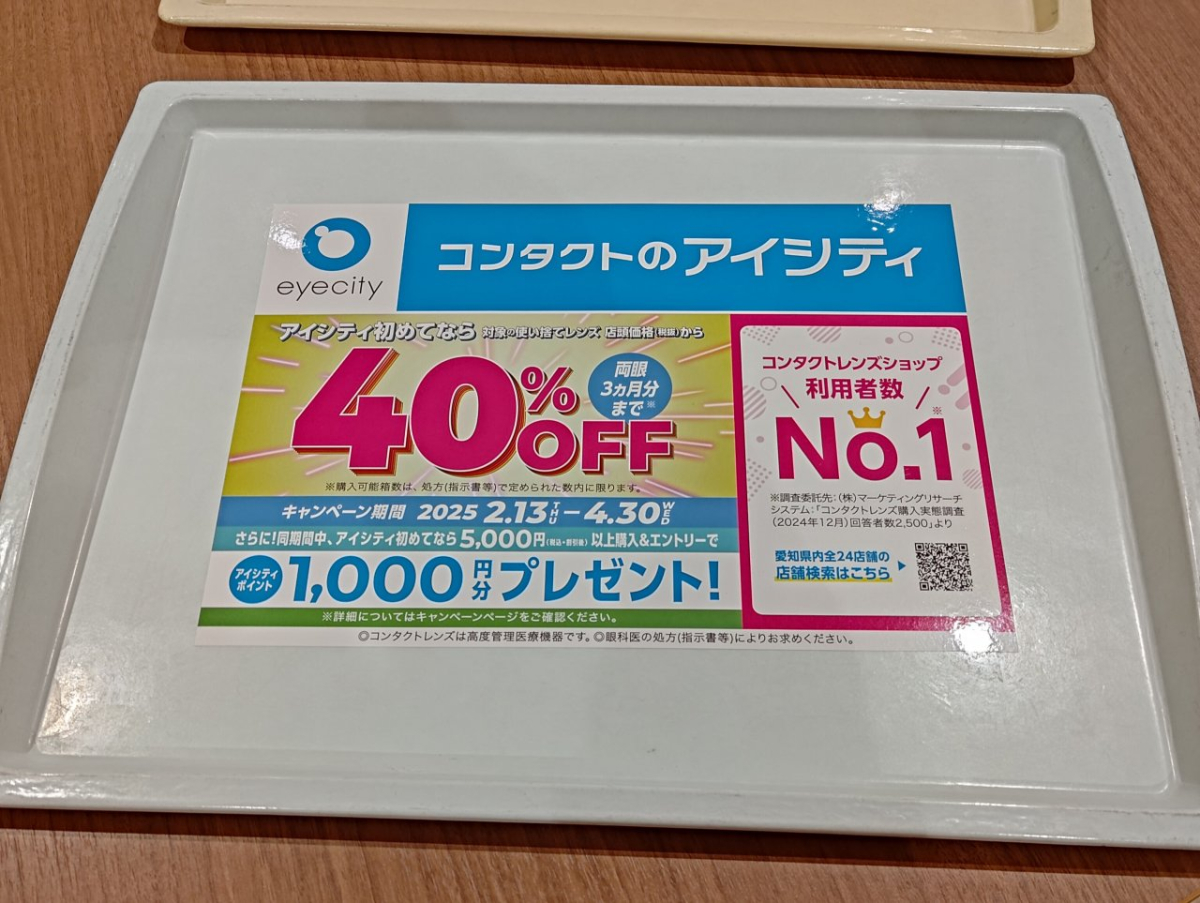 eyecity
コンタクトのアイシティ
アイシティ初めてなら 対象の使い捨てレンズ 店頭価格(税抜)から
40%OFF
両眼
3ヵ月分
まで※
※購入可能箱数は、処方(指示書等)で定められた数内に限ります。
キャンペーン期間 2025 2.13THU－4.30WED
さらに!同期間中、アイシティ初めてなら5,000円(税込・割引後)以上購入&エントリーで
アイシティ
ポイント
1,000円分プレゼント!
※詳細についてはキャンペーンページをご確認ください。
コンタクトレンズショップ
利用者数
No.1※
※調査委託先:(株)マーケティングリサーチ
システム:「コンタクトレンズ購入実態調査
(2024年12月)回答者数2,500」より
愛知県内全24店舗の
店舗検索はこちら
◎コンタクトレンズは高度管理医療機器です。◎眼科医の処方(指示書等)によりお求めください。